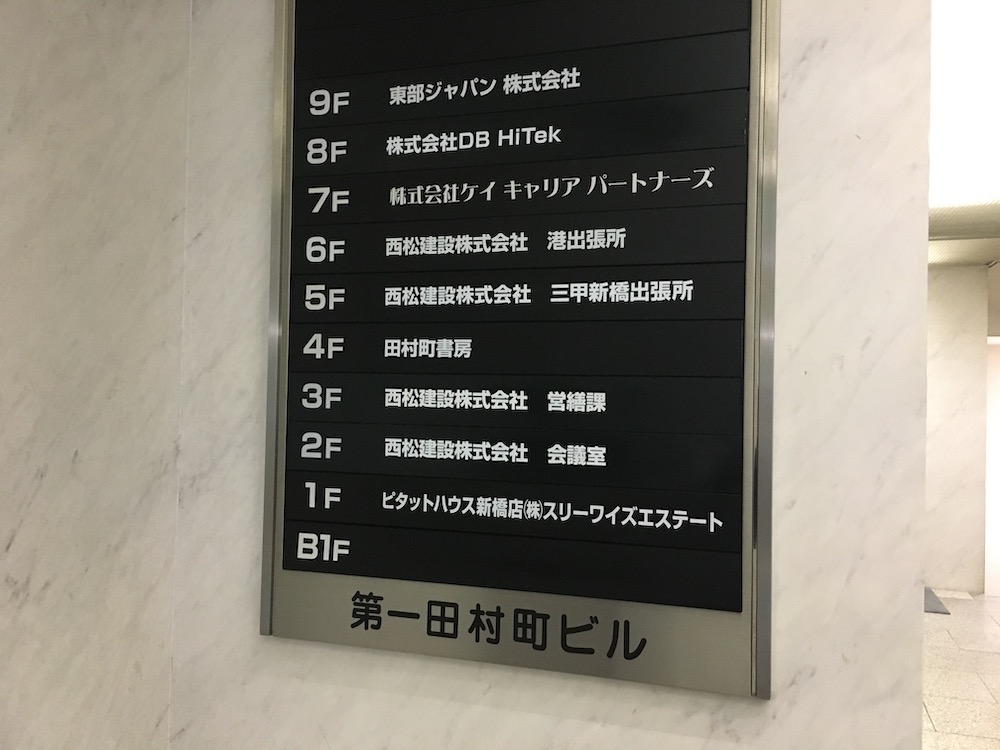 9F 東部ジャパン 株式会社
8F 株式会社DB HiTek
7F 株式会社ケイ キャリア パートナーズ
6F 西松建設株式会社　港出張所
5F 西松建設株式会社　三甲新橋出張所
4F 田村町書房
3F 西松建設株式会社　営繕課
2F 西松建設株式会社　会議室
1F ピタットハウス新橋店㈱スリーワイズエステート
B1F
第一田村町ビル